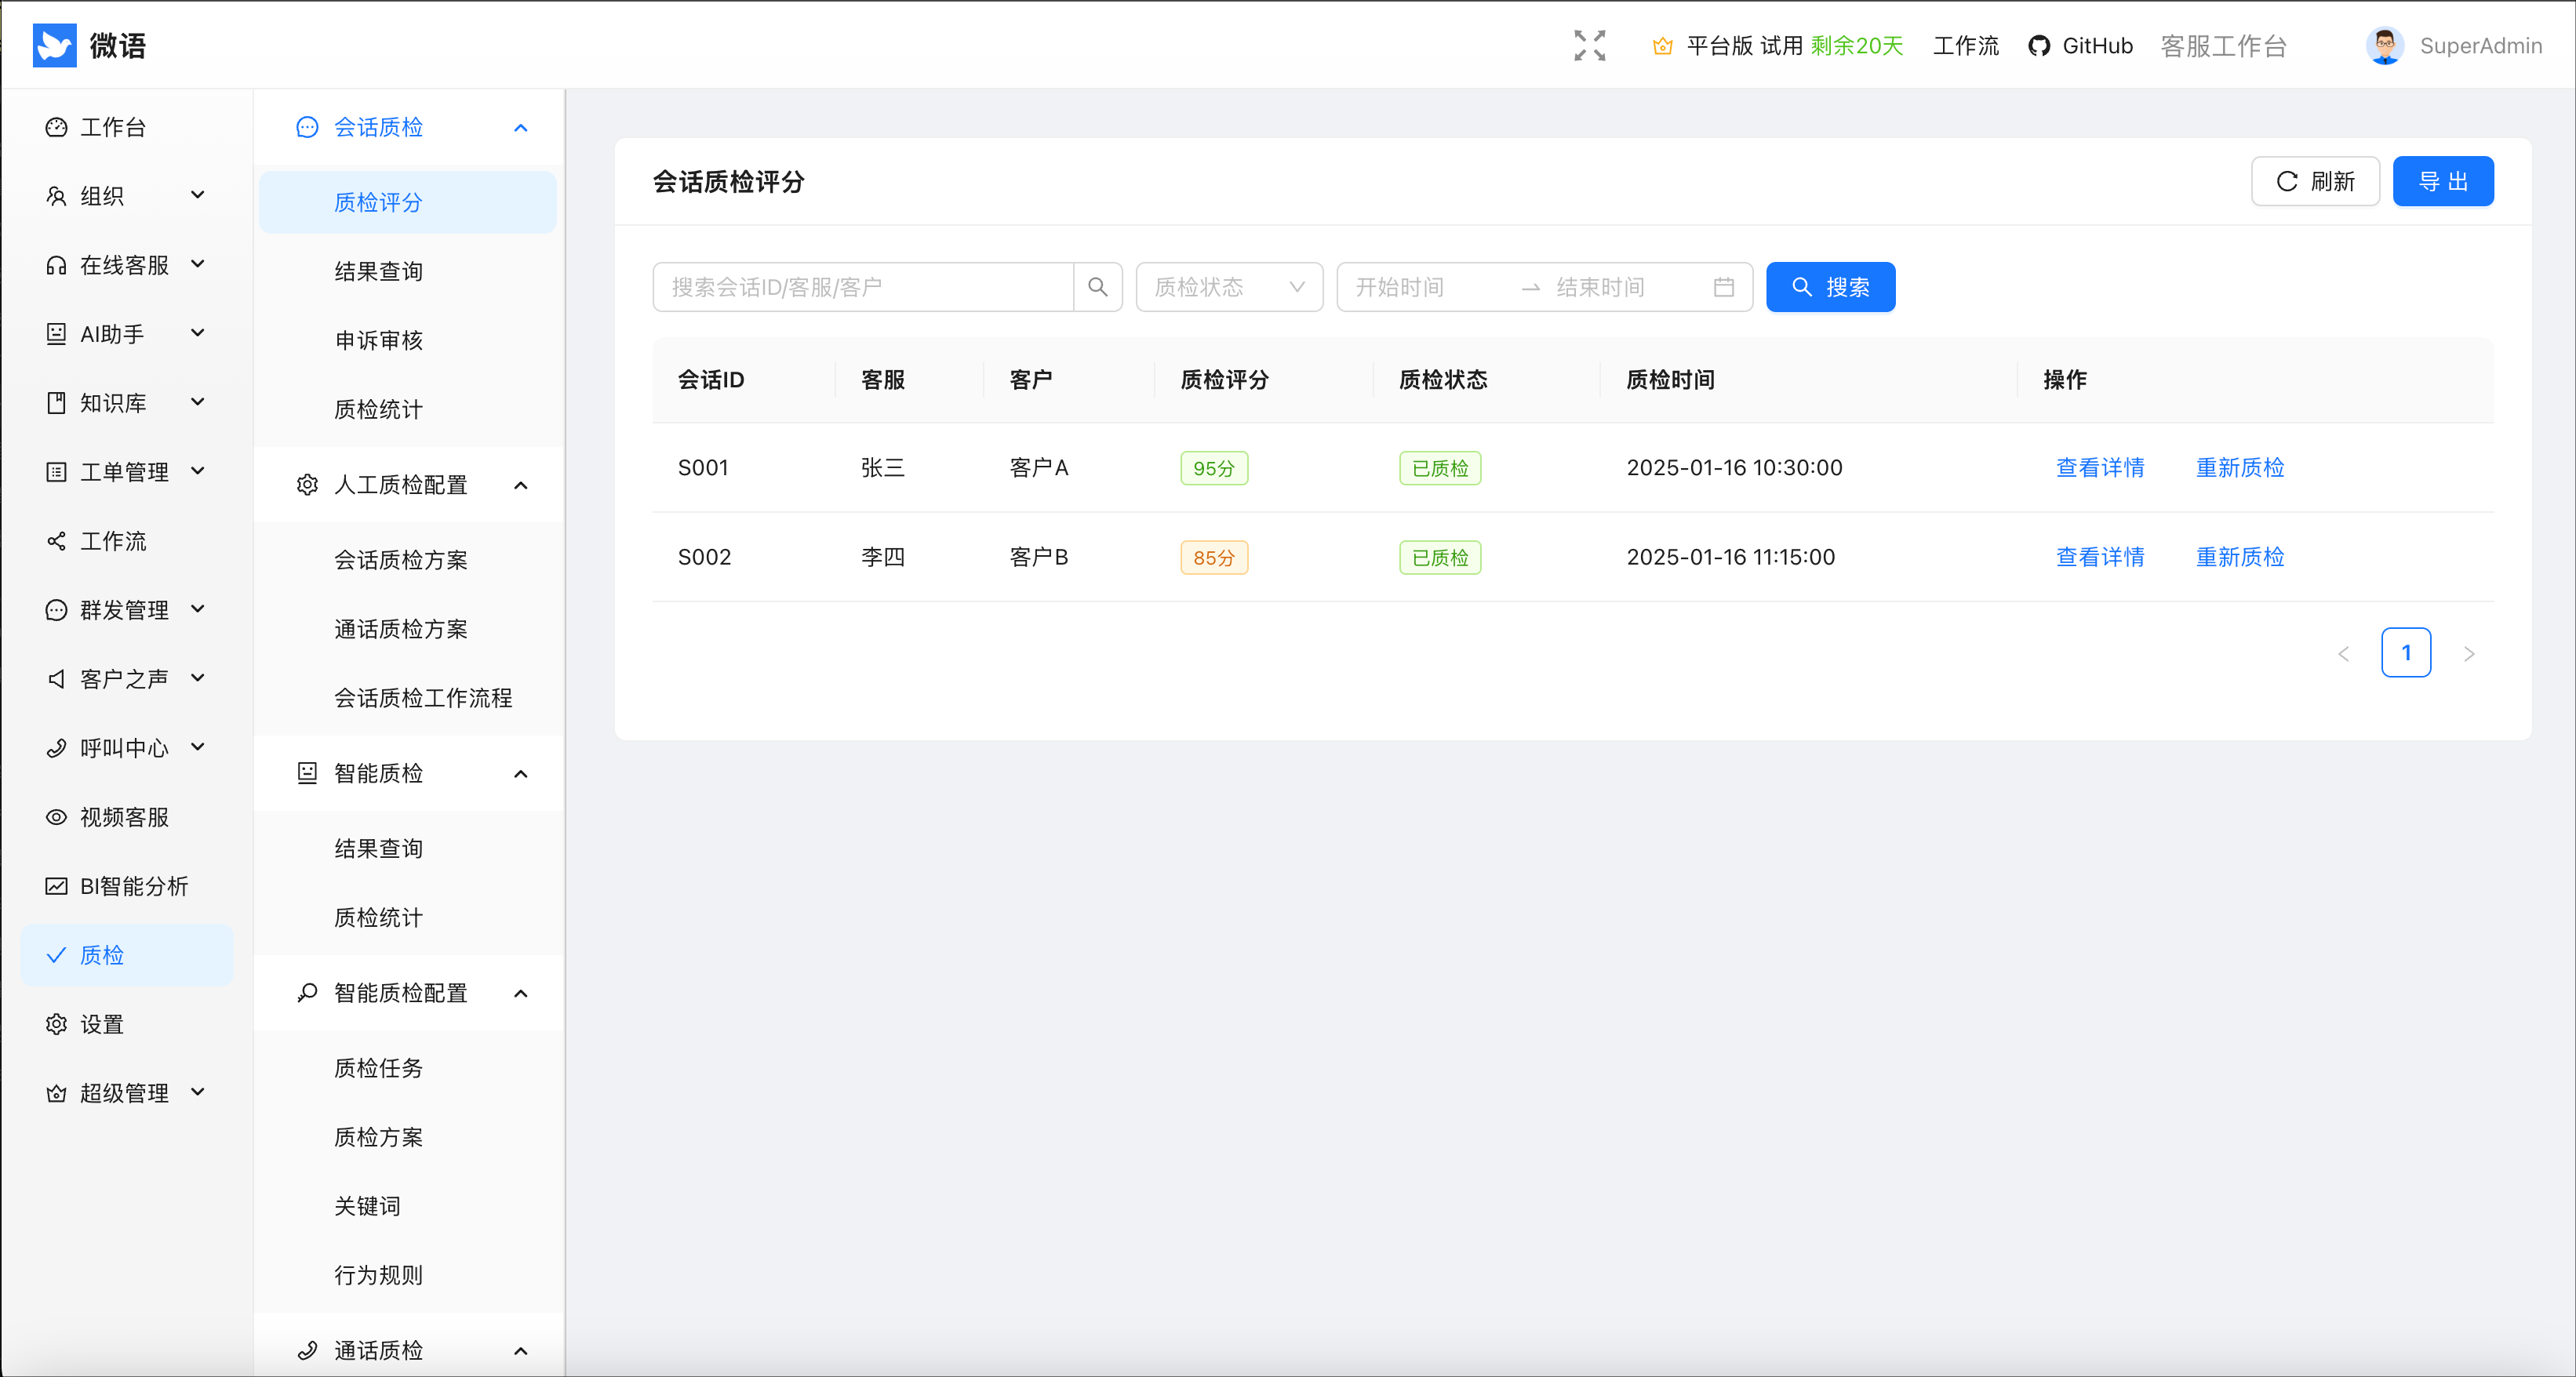 微语
平台版 试用 剩余20天
工作流
GitHub
客服工作台
SuperAdmin
工作台
组织
在线客服
AI助手
知识库
工单管理
工作流
群发管理
客户之声
呼叫中心
视频客服
BI智能分析
质检
设置
超级管理
会话质检
质检评分
结果查询
申诉审核
质检统计
人工质检配置
会话质检方案
通话质检方案
会话质检工作流程
智能质检
结果查询
质检统计
智能质检配置
质检任务
质检方案
关键词
行为规则
通话质检
会话质检评分
刷新
导 出
搜索会话ID/客服/客户
质检状态
开始时间
结束时间
搜索
会话ID 客服 客户 质检评分 质检状态 质检时间 操作
S001 张三 客户A 95分 已质检 2025-01-16 10:30:00 查看详情 重新质检
S002 李四 客户B 85分 已质检 2025-01-16 11:15:00 查看详情 重新质检
1